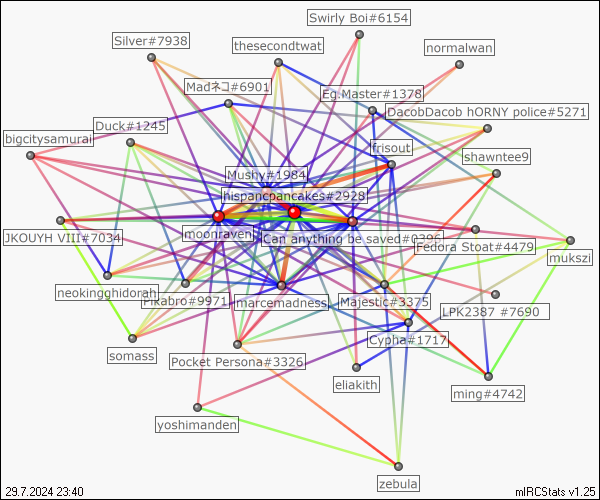 Swirly Boi#6154
Silver#7938
thesecondtwat
normalwan
Madネコ#6901
Eg.Master#1378
DacobDacob hORNY police#5271
Duck#1245
bigcitysamurai
frisout
shawntee9
Mushy#1984
hispancpancakes#2928
JKOUYH VIII#7034
moonraven
Can anything be saved#0395
Fedora Stoat#4479
mukszi
neokingghidorah
Pikabro#9971
marcemadness
Majestic#3375
LPK2387 #7690
Cypha#1717
somass
Pocket Persona#3326
eliakith
ming#4742
yoshimanden
zebula
29.7.2024 23:40
mIRCStats v1.25